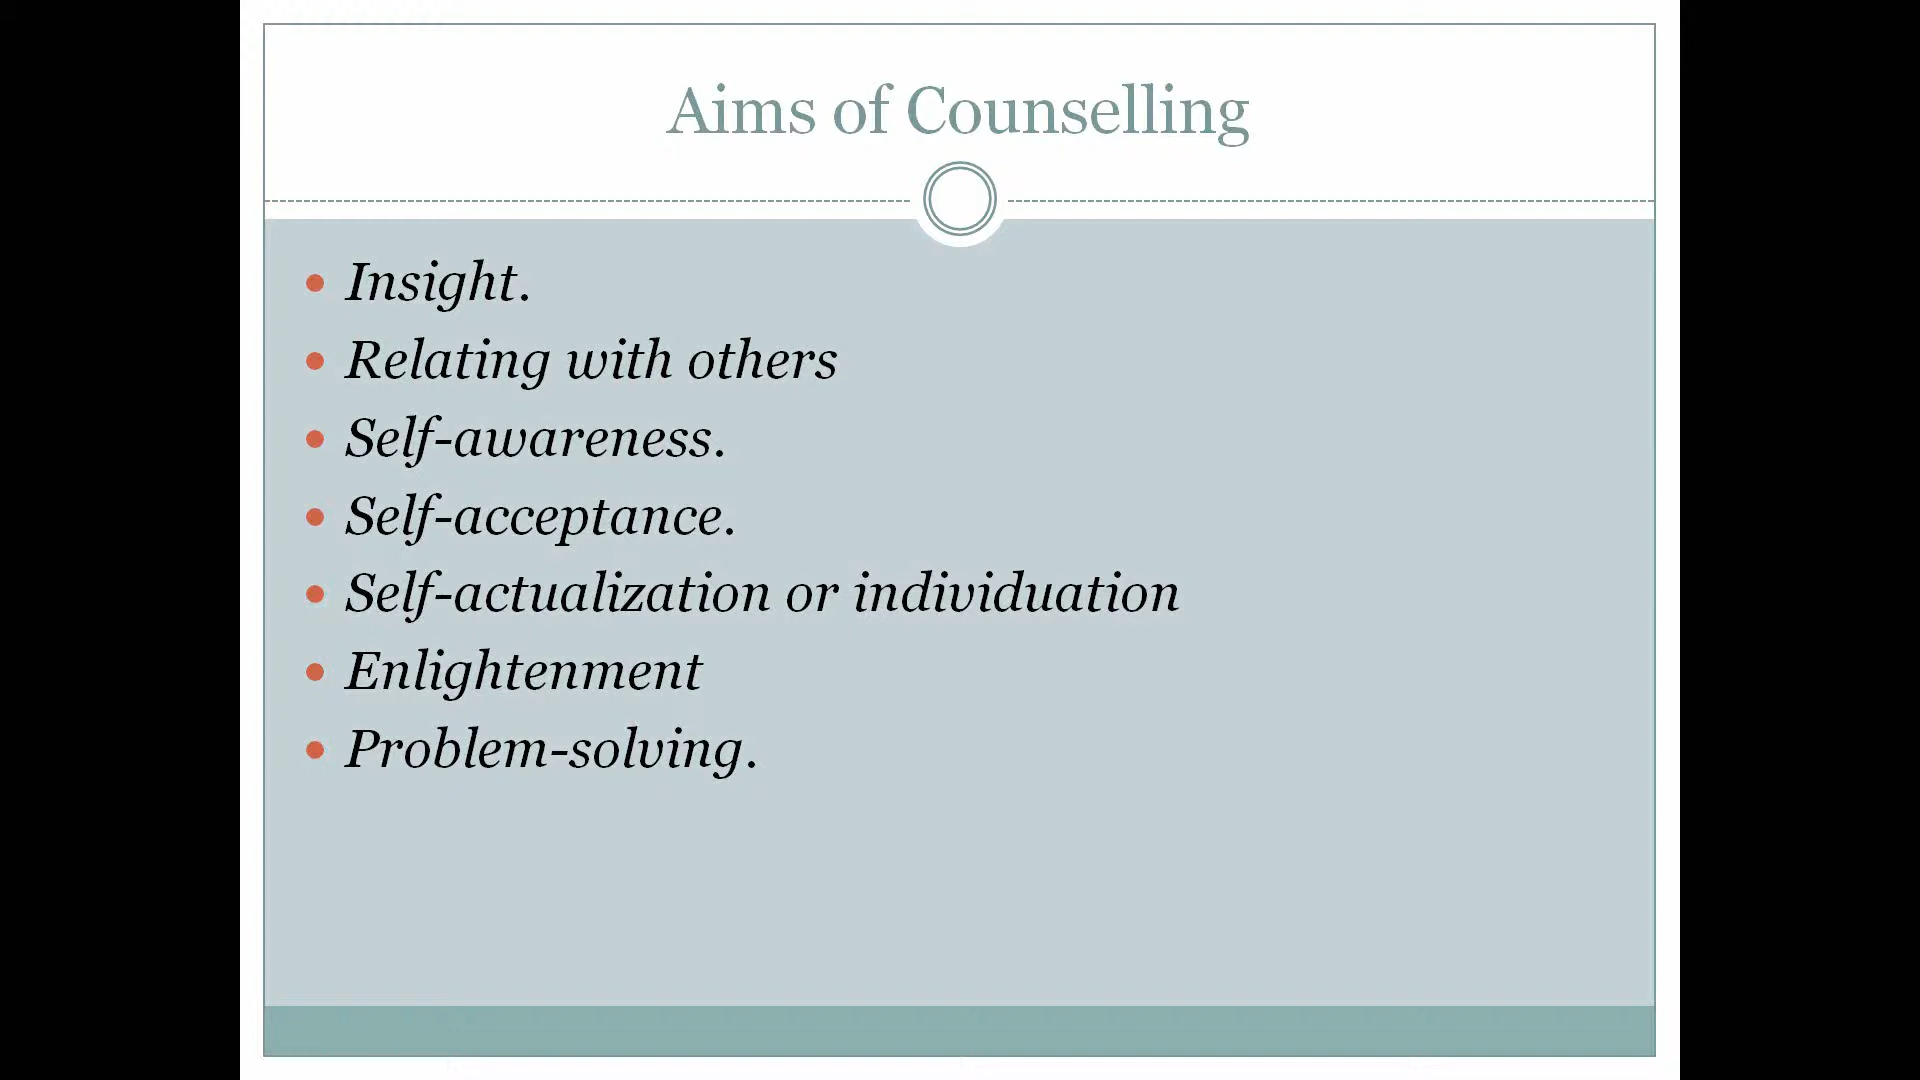 Aims of Counselling
• Insight.
• Relating with others
• Self-awareness.
• Self-acceptance.
• Self-actualization or individuation
• Enlightenment
• Problem-solving.